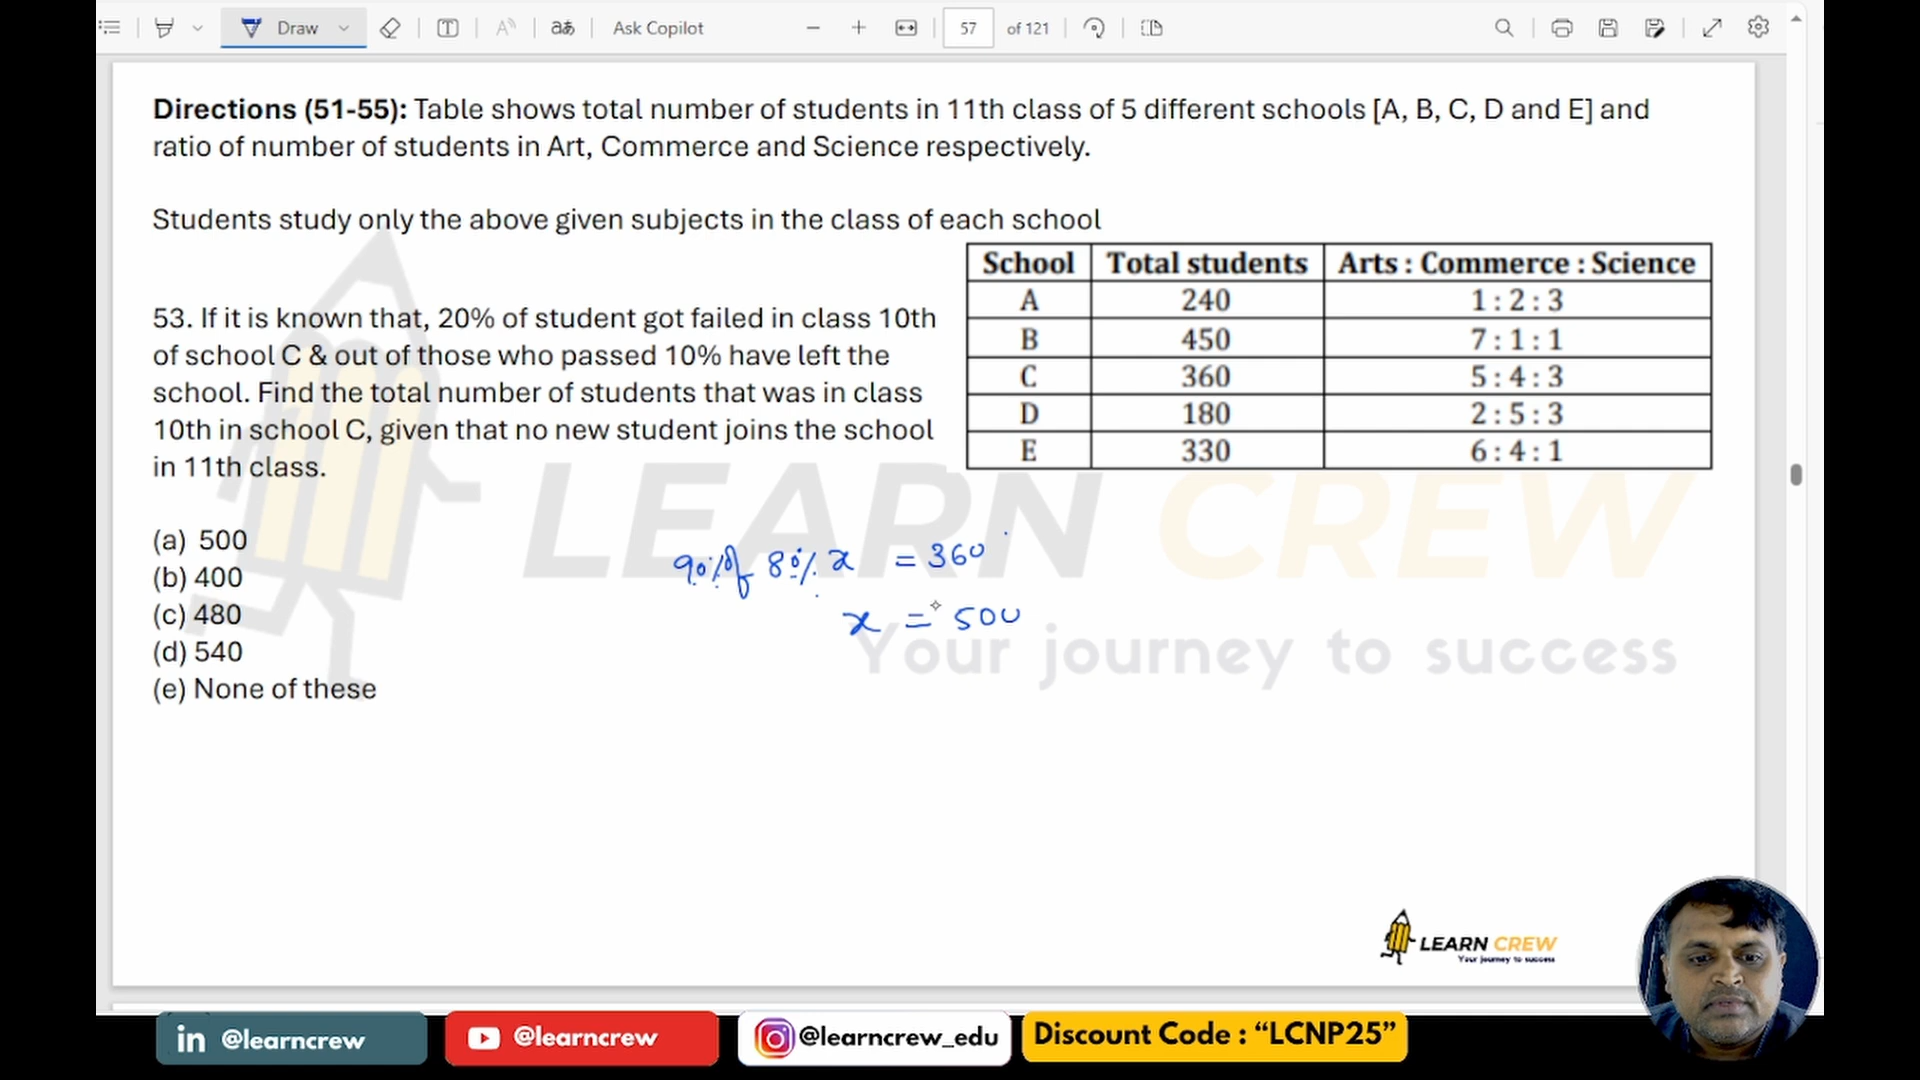 Draw
Ask Copilot
57
of 121
Directions (51-55): Table shows total number of students in 11th class of 5 different schools [A, B, C, D and E] and
ratio of number of students in Art, Commerce and Science respectively.
Students study only the above given subjects in the class of each school
53. If it is known that, 20% of student got failed in class 10th
of school C & out of those who passed 10% have left the
school. Find the total number of students that was in class
10th in school C, given that no new student joins the school
in 11th class.
(a) 500
(b) 400
(c) 480
(d) 540
(e) None of these
School Total students Arts : Commerce : Science
A 240 1 : 2 : 3
B 450 7 : 1 : 1
C 360 5 : 4 : 3
D 180 2 : 5 : 3
E 330 6 : 4 : 1
90% of 80% x = 360
x = 500
LEARN CREW
Your journey to success
LEARN CREW
Your journey to success
in @learncrew
@learncrew
@learncrew_edu
Discount Code : “LCNP25”